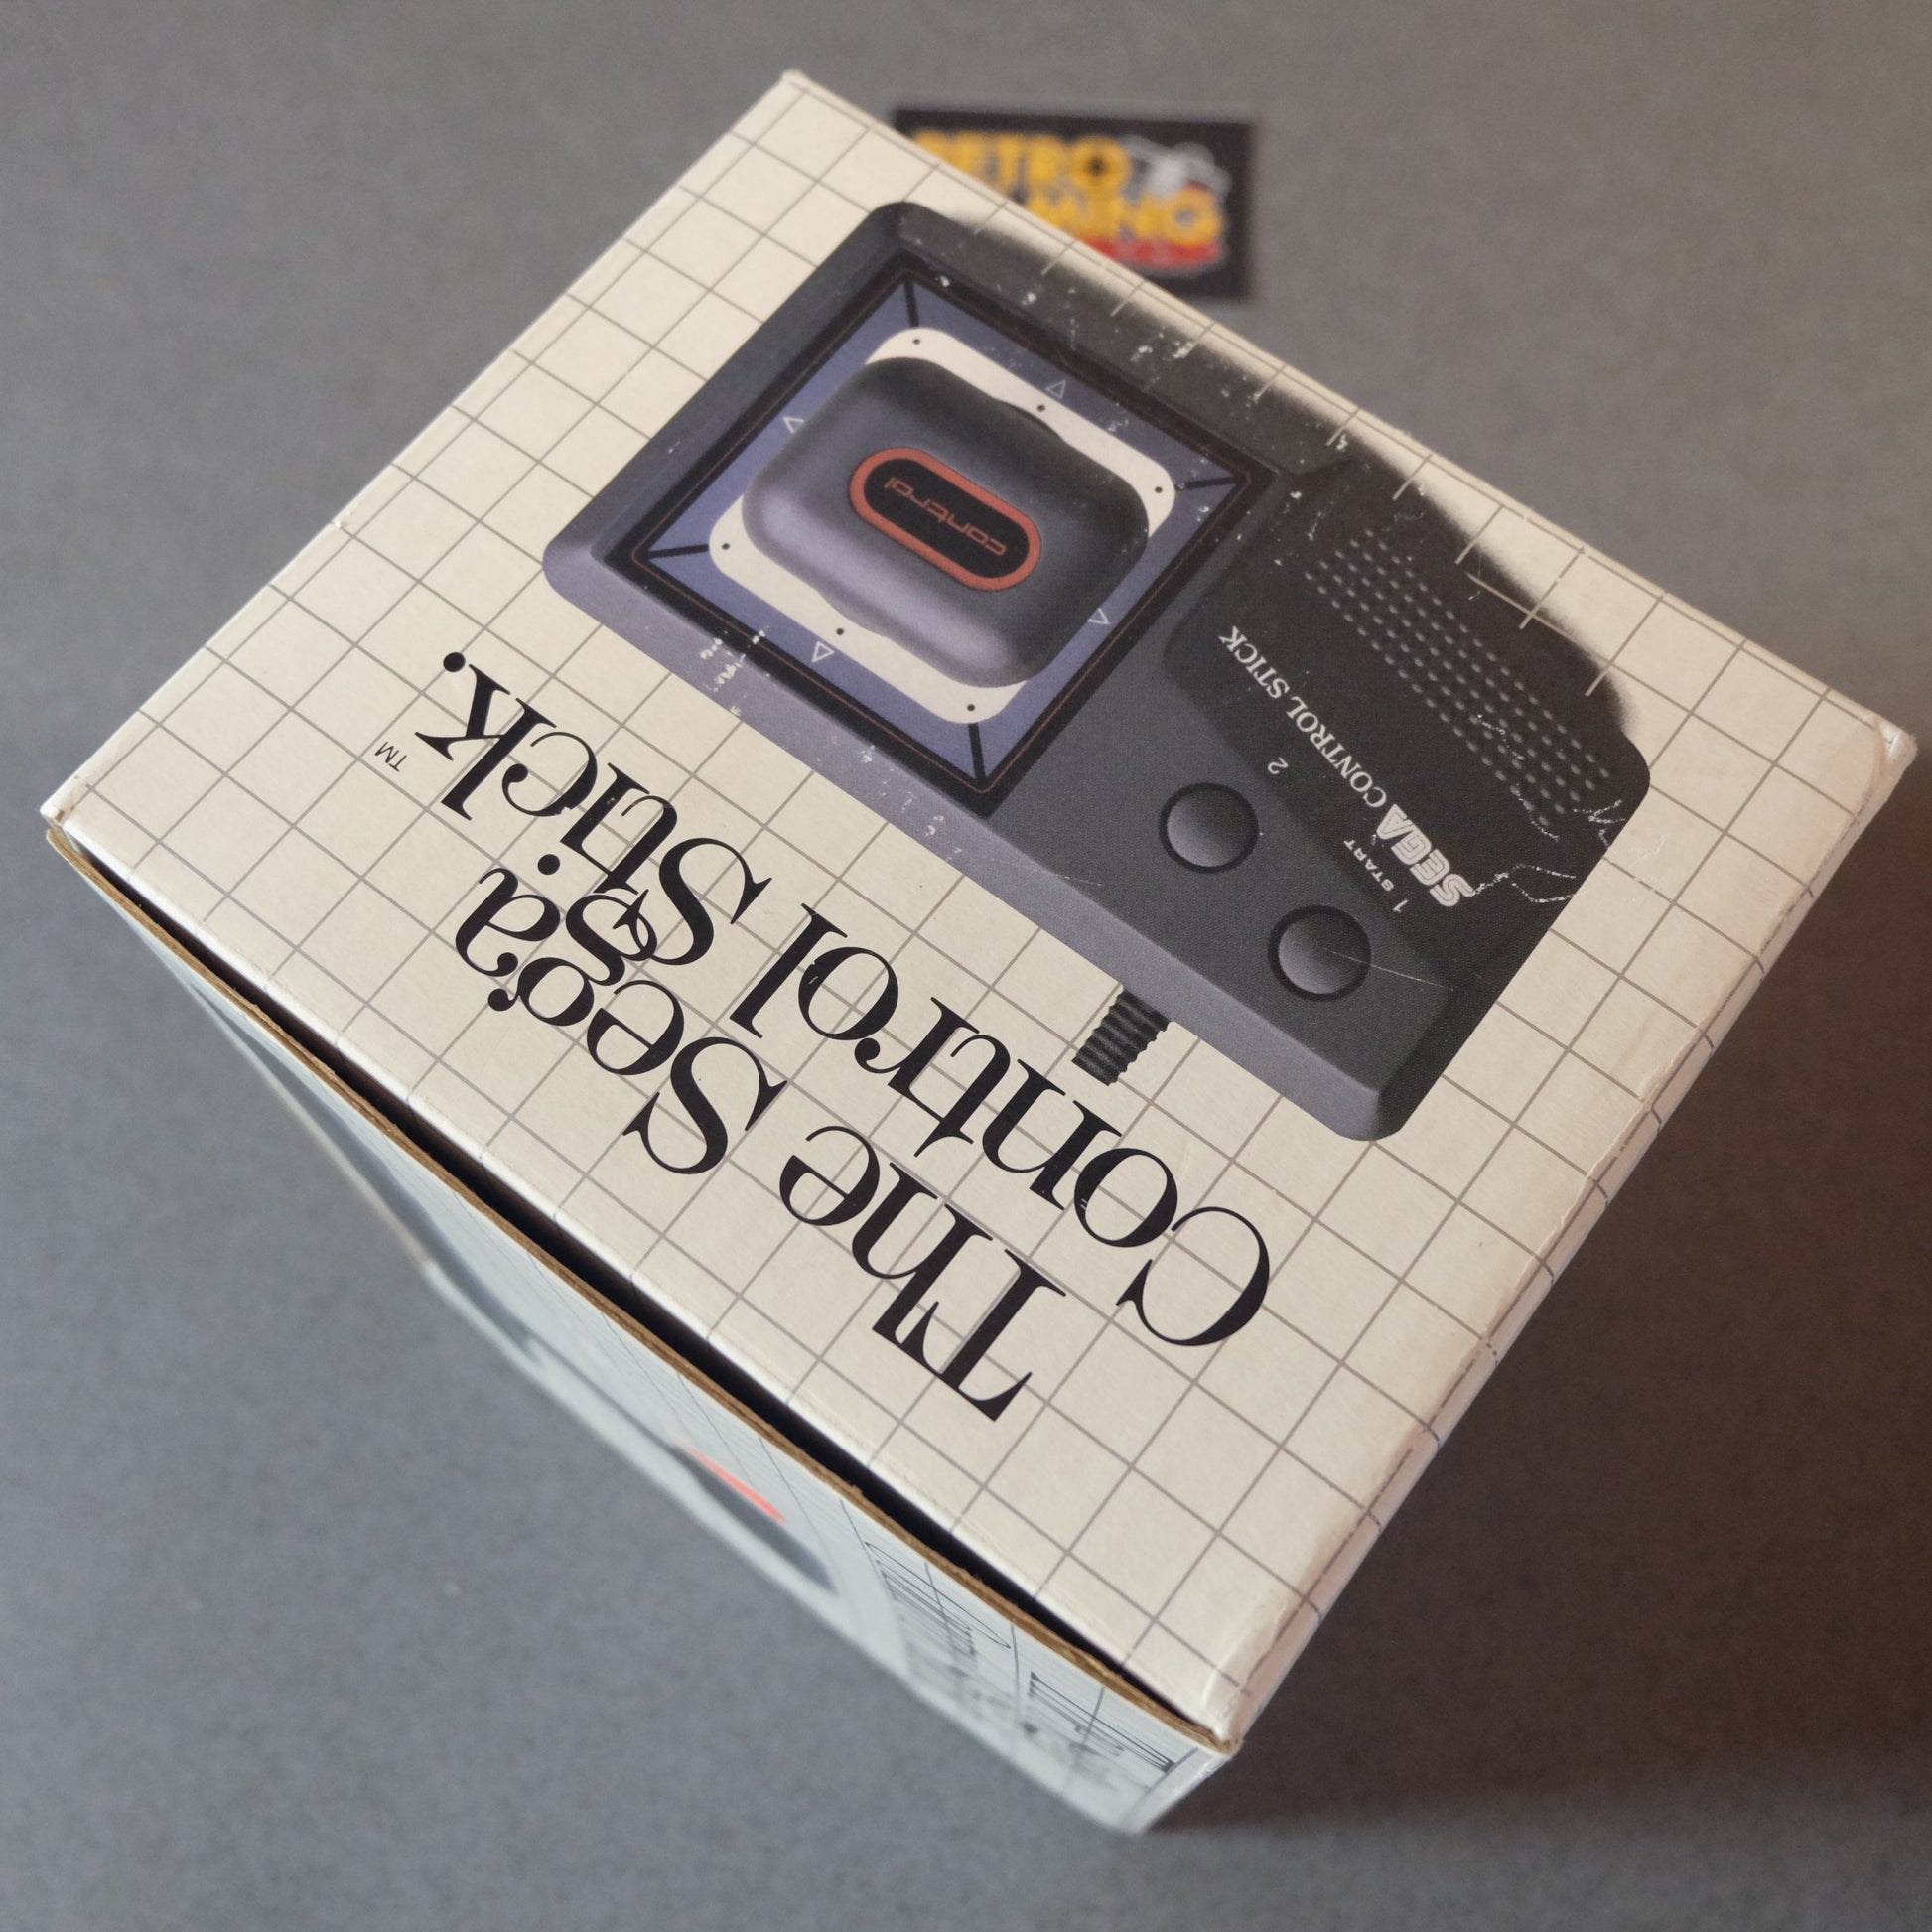 The Sega
Control Stick.
™
control
SEGA CONTROL STICK
1
START
2
RETRO
GAMING